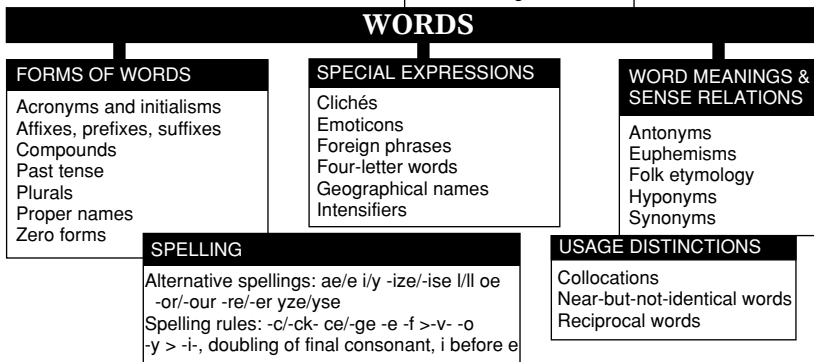 WORDS
FORMS OF WORDS
Acronyms and initialisms
Affixes, prefixes, suffixes
Compounds
Past tense
Plurals
Proper names
Zero forms
SPECIAL EXPRESSIONS
Clichés
Emoticons
Foreign phrases
Four-letter words
Geographical names
Intensifiers
WORD MEANINGS &
SENSE RELATIONS
Antonyms
Euphemisms
Folk etymology
Hyponyms
Synonyms
SPELLING
Alternative spellings: ae/e i/y -ize/-ise l/ll oe
-or/-our -re/-er yze/yse
Spelling rules: -c/-ck- ce/-ge -e -f >-v- -o
-y > -i-, doubling of final consonant, i before e
USAGE DISTINCTIONS
Collocations
Near-but-not-identical words
Reciprocal words